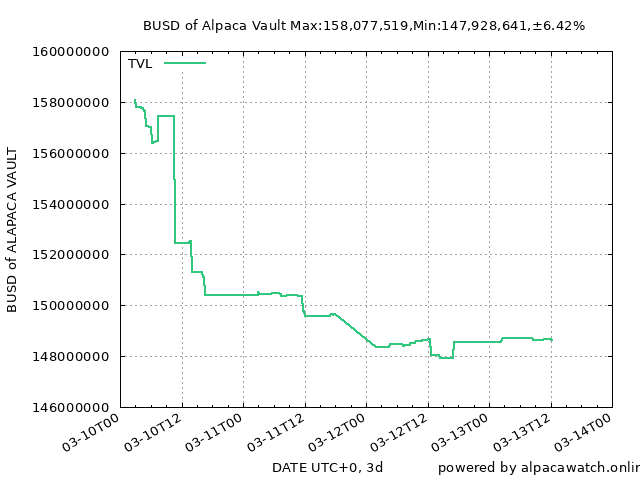 BUSD of Alpaca Vault Max:158,077,519,Min:147,928,641,±6.42%
TVL
160000000
158000000
156000000
154000000
152000000
150000000
148000000
146000000
BUSD of ALAPACA VAULT
03-10T00
03-10T12
03-11T00
03-11T12
03-12T00
03-12T12
03-13T00
03-13T12
03-14T00
DATE UTC+0, 3d
powered by alpacawatch.onlin